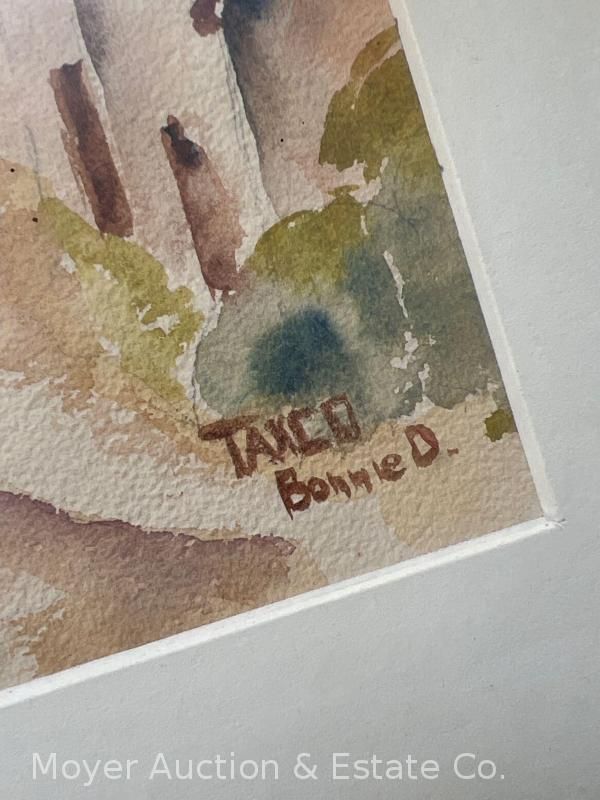 TAXCO
Bonnie D.
Moyer Auction & Estate Co.